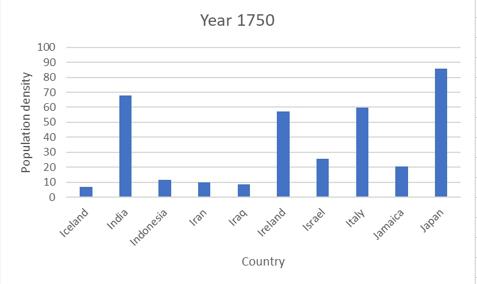 Year 1750
Population density
100
90
80
70
60
50
40
30
20
10
0
Iceland
India
Indonesia
Iran
Iraq
Ireland
Israel
Italy
Jamaica
Japan
Country